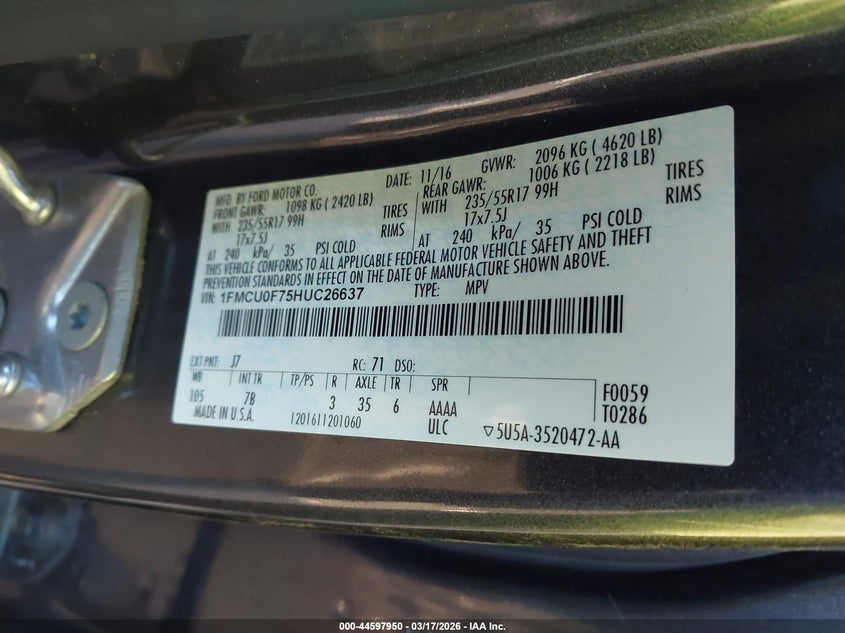 MFD. BY FORD MOTOR CO. DATE: 11/16 GVWR: 2096 KG ( 4620 LB)
FRONT GAWR: 1098 KG ( 2420 LB) REAR GAWR: 1006 KG ( 2218 LB)
WITH 235/55R17 99H TIRES WITH 235/55R17 99H TIRES
17x7.5J RIMS 17x7.5J RIMS
AT 240 kPa/ 35 PSI COLD AT 240 kPa/ 35 PSI COLD
THIS VEHICLE CONFORMS TO ALL APPLICABLE FEDERAL MOTOR VEHICLE SAFETY AND THEFT
PREVENTION STANDARDS IN EFFECT ON THE DATE OF MANUFACTURE SHOWN ABOVE.
VIN: 1FMCU0F75HUC26637 TYPE: MPV
EXT PNT: J7 RC: 71 DSO:
WB INT TR TP/PS R AXLE TR SPR F0059
105 7B 3 35 6 AAAA T0286
MADE IN U.S.A. 1201611201060 ULC ▽5U5A-3520472-AA
000-44597950 - 03/17/2026 - IAA Inc.